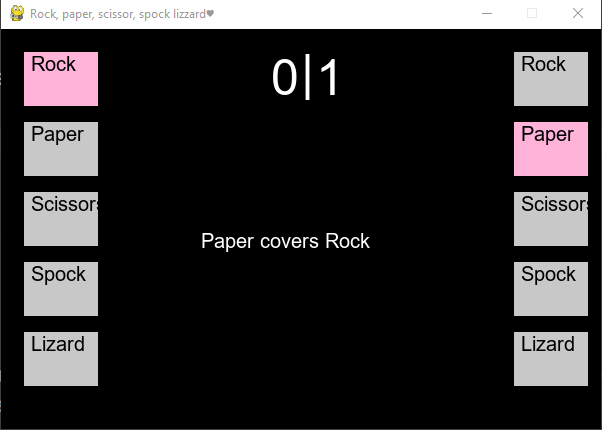 Rock, paper, scissor, spock lizzard♥
0|1
Rock
Paper
Scissors
Spock
Lizard
Paper covers Rock
Rock
Paper
Scissors
Spock
Lizard